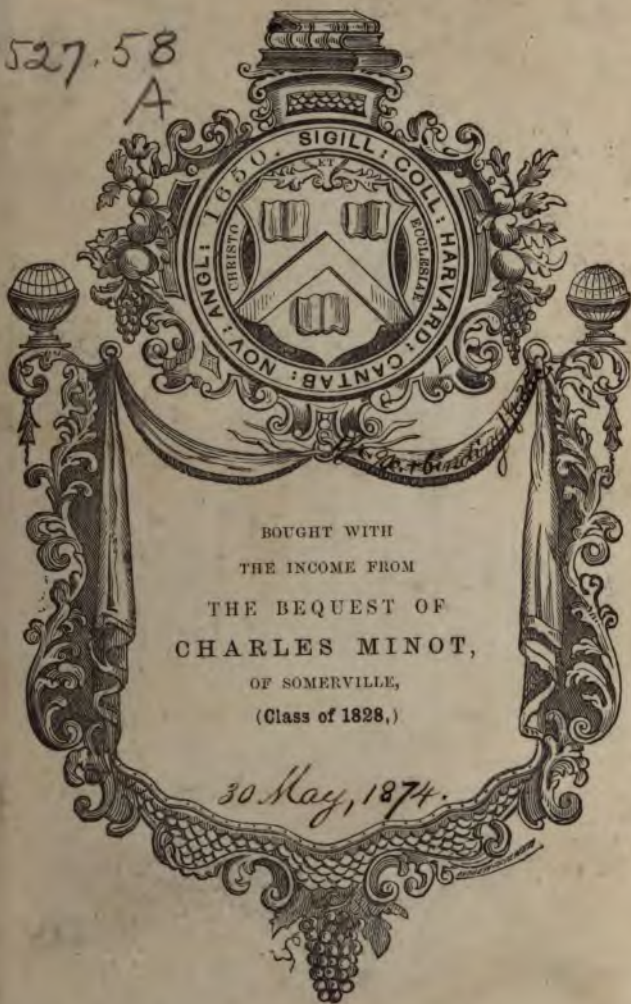 527.58
A
SIGILL: COLL: HARVARD: CANTAB: NOV: ANGL: 1650.
ET
CHRISTO
ECCLESIAE
BOUGHT WITH
THE INCOME FROM
THE BEQUEST OF
CHARLES MINOT,
OF SOMERVILLE,
(Class of 1828,)
30 May, 1874.